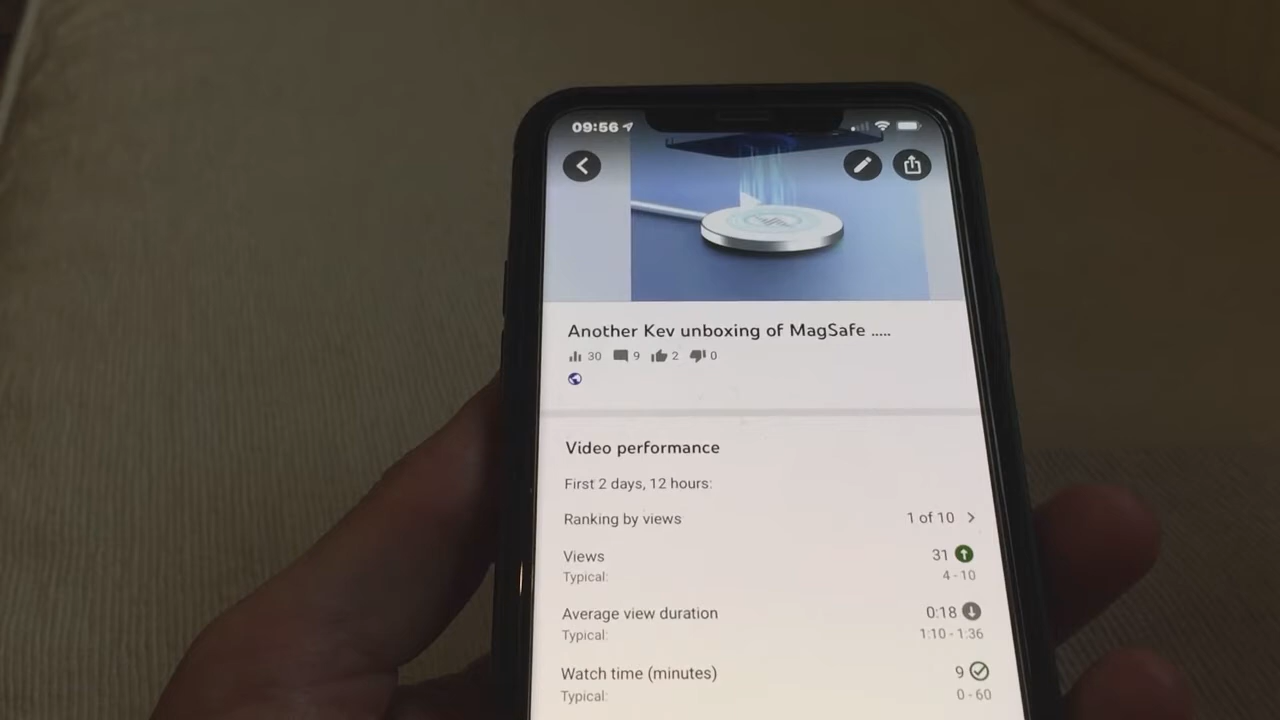 09:56
Another Kev unboxing of MagSafe .....
30 9 2 0
Video performance
First 2 days, 12 hours:
Ranking by views 1 of 10
Views 31
Typical: 4 - 10
Average view duration 0:18
Typical: 1:10 - 1:36
Watch time (minutes) 9
Typical: 0 - 60